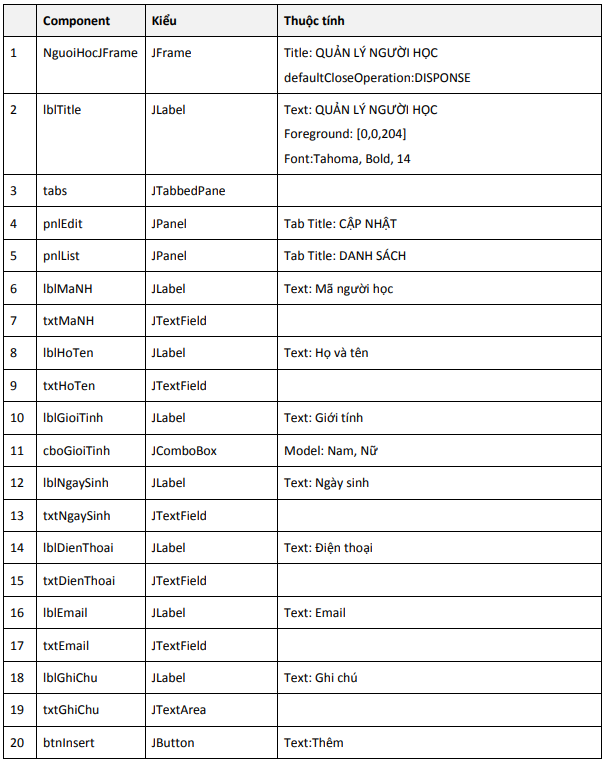 Component Kiểu Thuộc tính
1 NguoiHocJFrame JFrame Title: QUẢN LÝ NGƯỜI HỌC
defaultCloseOperation:DISPONSE
2 lblTitle JLabel Text: QUẢN LÝ NGƯỜI HỌC
Foreground: [0,0,204]
Font:Tahoma, Bold, 14
3 tabs JTabbedPane
4 pnlEdit JPanel Tab Title: CẬP NHẬT
5 pnlList JPanel Tab Title: DANH SÁCH
6 lblMaNH JLabel Text: Mã người học
7 txtMaNH JTextField
8 lblHoTen JLabel Text: Họ và tên
9 txtHoTen JTextField
10 lblGioiTinh JLabel Text: Giới tính
11 cboGioiTinh JComboBox Model: Nam, Nữ
12 lblNgaySinh JLabel Text: Ngày sinh
13 txtNgaySinh JTextField
14 lblDienThoai JLabel Text: Điện thoại
15 txtDienThoai JTextField
16 lblEmail JLabel Text: Email
17 txtEmail JTextField
18 lblGhiChu JLabel Text: Ghi chú
19 txtGhiChu JTextArea
20 btnInsert JButton Text:Thêm